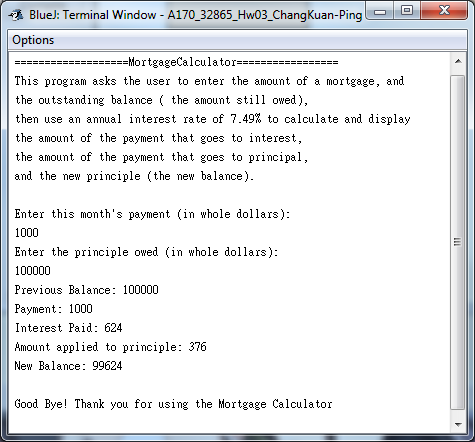 BlueJ: Terminal Window - A170_32865_Hw03_ChangKuan-Ping
Options
===================MortgageCalculator=================
This program asks the user to enter the amount of a mortgage, and
the outstanding balance ( the amount still owed),
then use an annual interest rate of 7.49% to calculate and display
the amount of the payment that goes to interest,
the amount of the payment that goes to principal,
and the new principle (the new balance).
Enter this month's payment (in whole dollars):
1000
Enter the principle owed (in whole dollars):
100000
Previous Balance: 100000
Payment: 1000
Interest Paid: 624
Amount applied to principle: 376
New Balance: 99624
Good Bye! Thank you for using the Mortgage Calculator